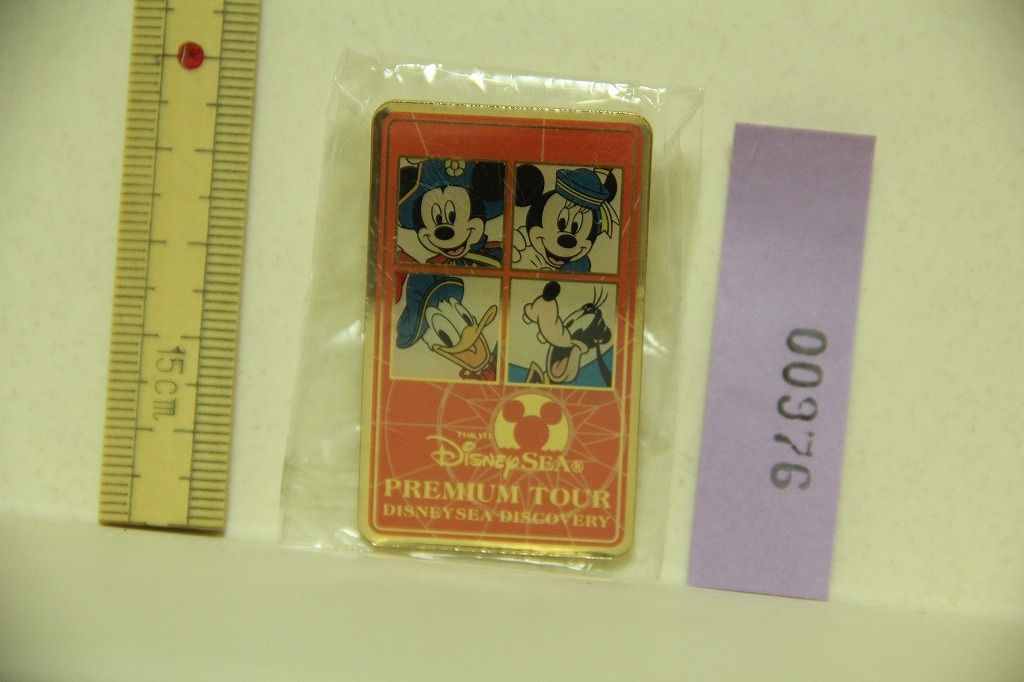 15cm
TOKYO
DISNEYSEA®
PREMIUM TOUR
DISNEYSEA DISCOVERY
00976